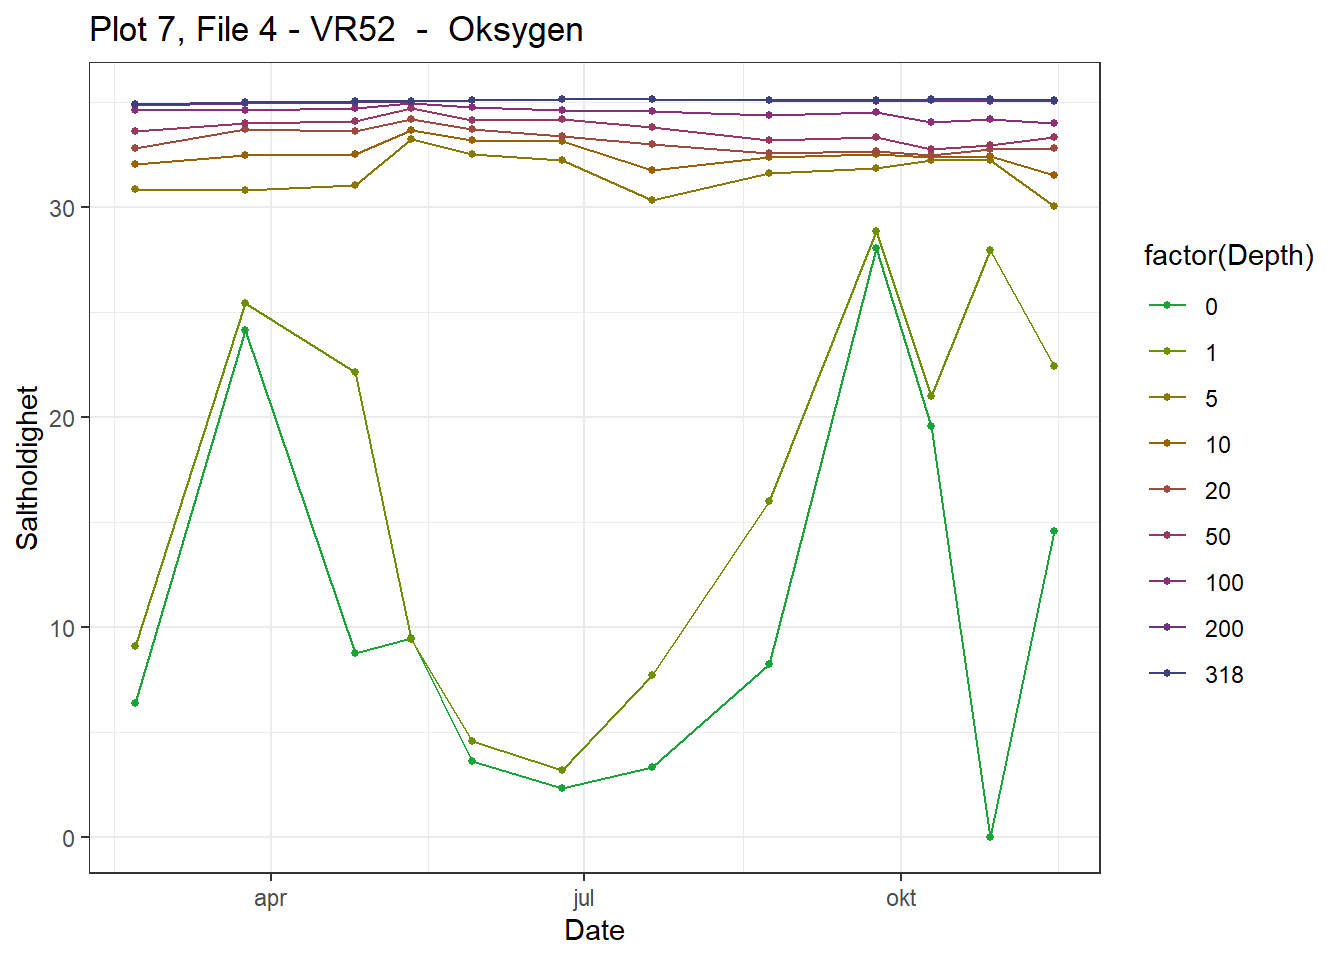 Plot 7, File 4 - VR52  -  Oksygen
Saltholdighet
30
20
10
0
apr
jul
okt
Date
factor(Depth)
0
1
5
10
20
50
100
200
318